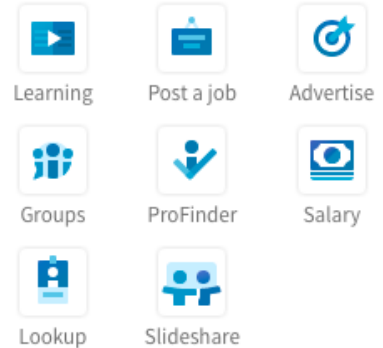 Learning
Post a job
Advertise
Groups
ProFinder
Salary
Lookup
Slideshare